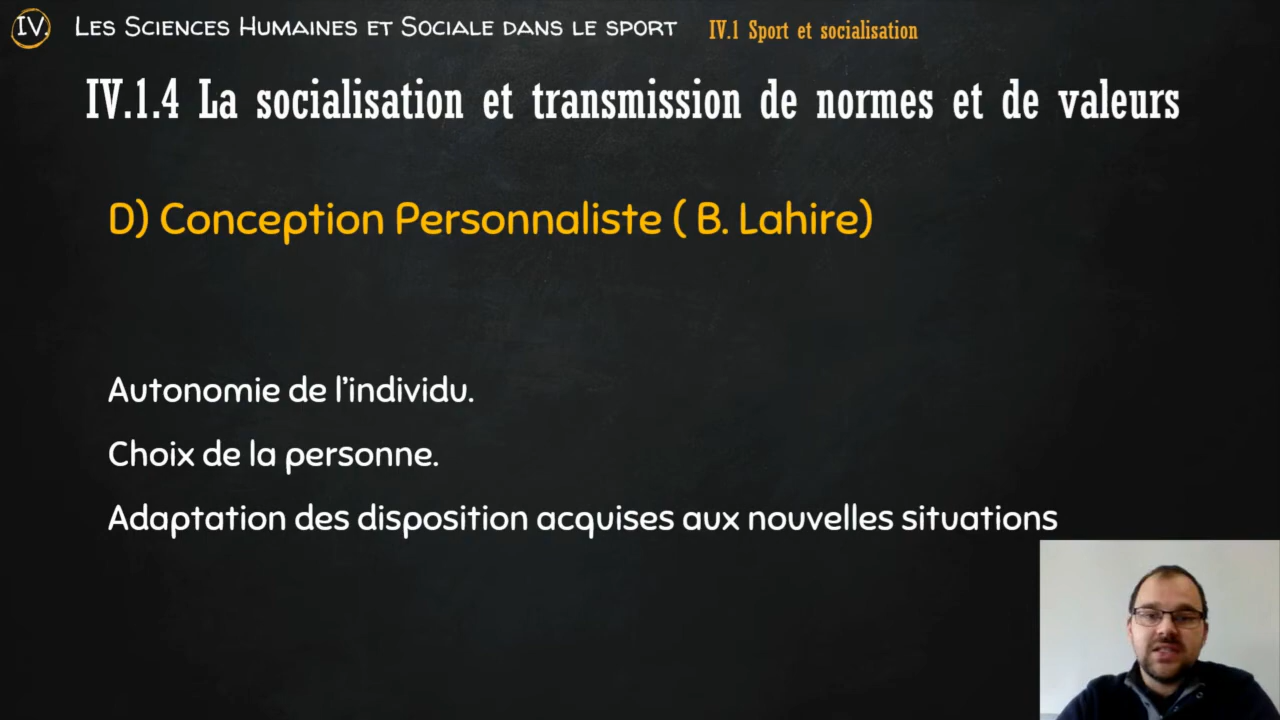 IV. Les Sciences Humaines et Sociale dans le sport IV.1 Sport et socialisation
IV.1.4 La socialisation et transmission de normes et de valeurs
D) Conception Personnaliste ( B. Lahire)
Autonomie de l'individu.
Choix de la personne.
Adaptation des disposition acquises aux nouvelles situations